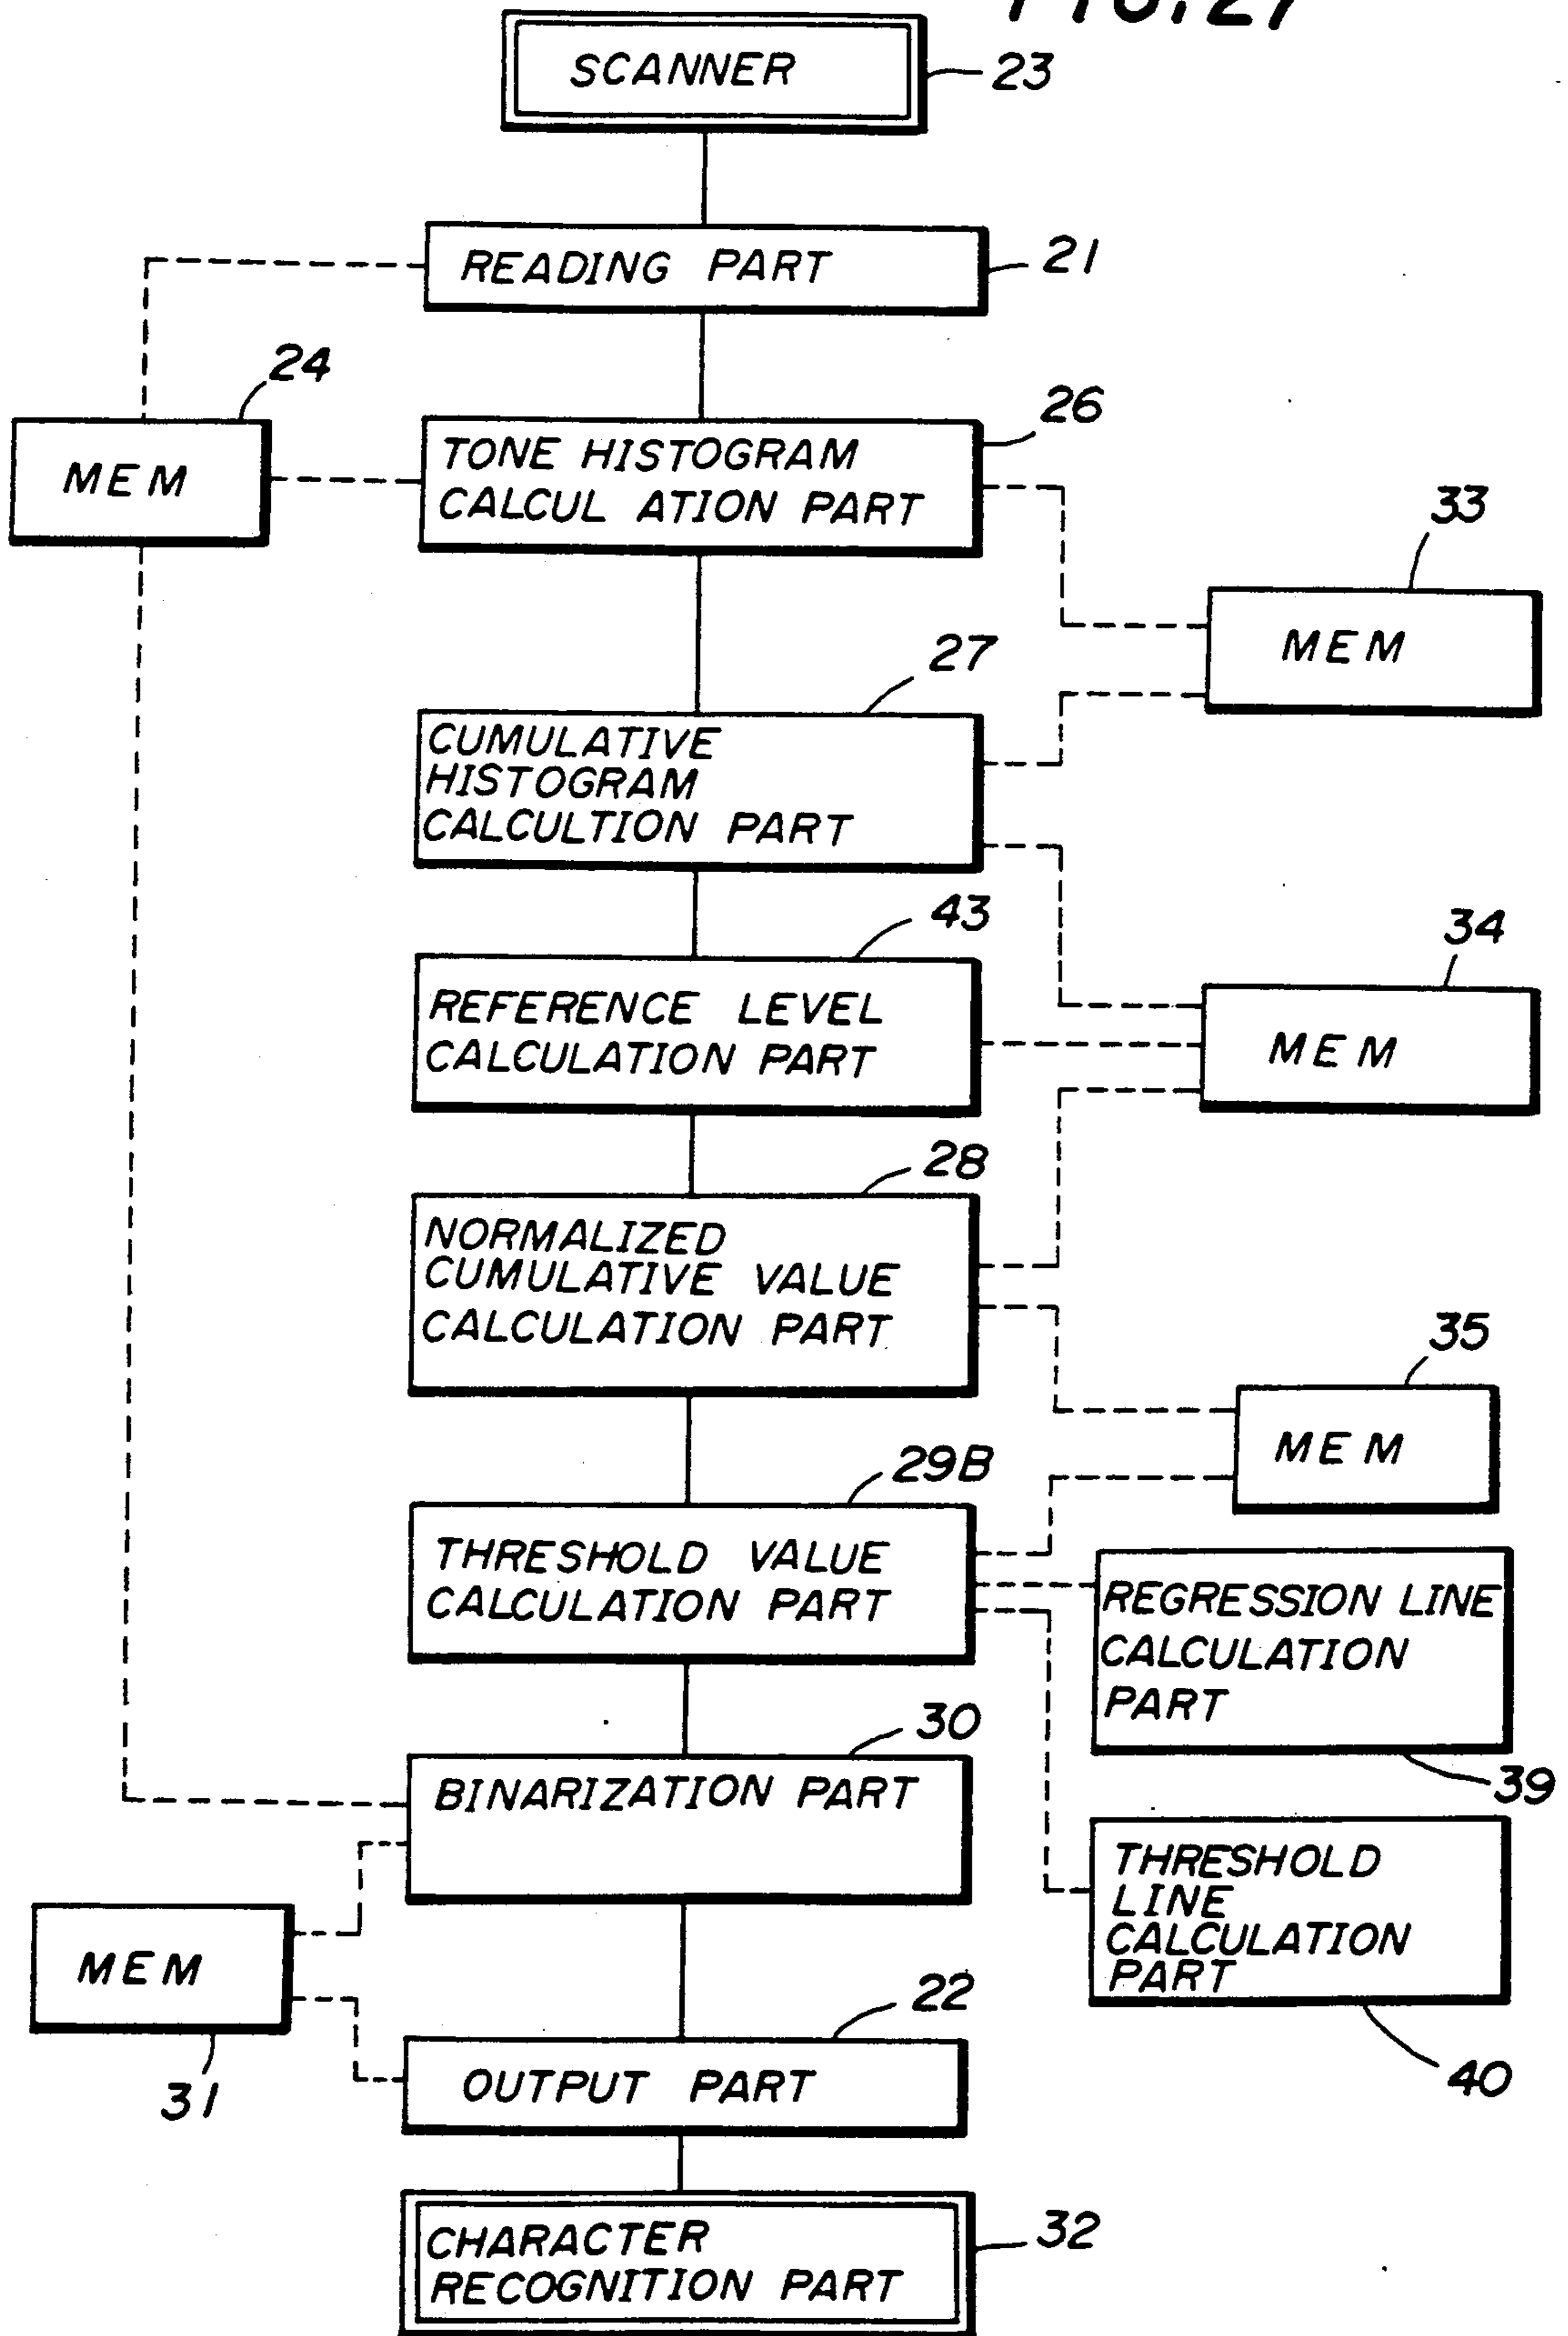 FIG. 27
SCANNER
23
READING PART
21
24
MEM
26
TONE HISTOGRAM
CALCUL ATION PART
33
MEM
27
CUMULATIVE
HISTOGRAM
CALCULTION PART
43
REFERENCE LEVEL
CALCULATION PART
34
MEM
28
NORMALIZED
CUMULATIVE VALUE
CALCULATION PART
35
MEM
29B
THRESHOLD VALUE
CALCULATION PART
REGRESSION LINE
CALCULATION
PART
39
30
BINARIZATION PART
THRESHOLD
LINE
CALCULATION
PART
40
MEM
31
22
OUTPUT PART
CHARACTER
RECOGNITION PART
32